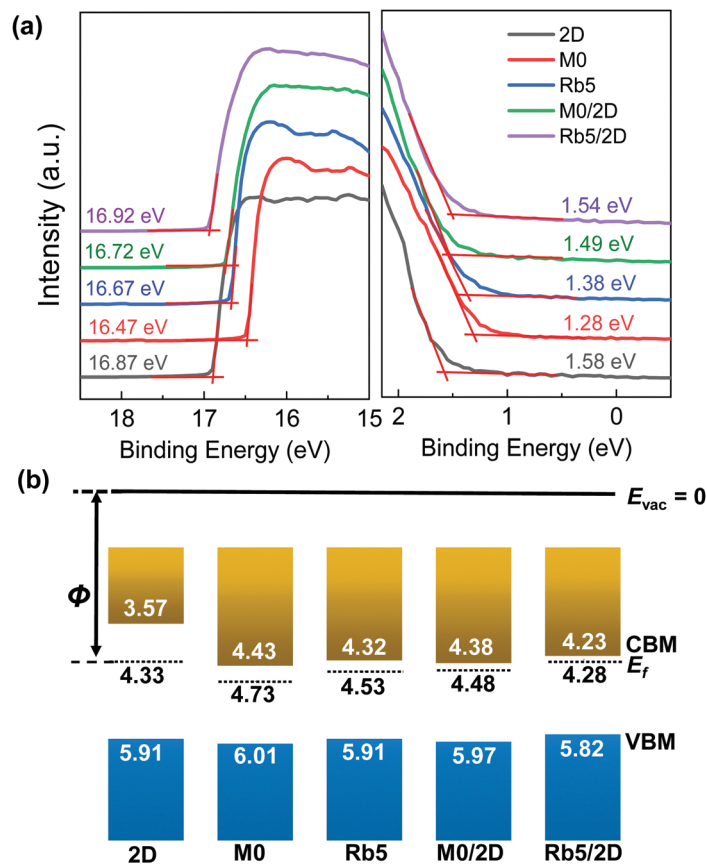 (a)
Intensity (a.u.)
2D
M0
Rb5
M0/2D
Rb5/2D
16.92 eV
16.72 eV
16.67 eV
16.47 eV
16.87 eV
1.54 eV
1.49 eV
1.38 eV
1.28 eV
1.58 eV
18 17 16 15
2 1 0
Binding Energy (eV)
Binding Energy (eV)
(b)
Evac = 0
Φ
3.57
4.43
4.32
4.38
4.23
CBM
Ef
4.33
4.73
4.53
4.48
4.28
VBM
5.91
6.01
5.91
5.97
5.82
2D M0 Rb5 M0/2D Rb5/2D